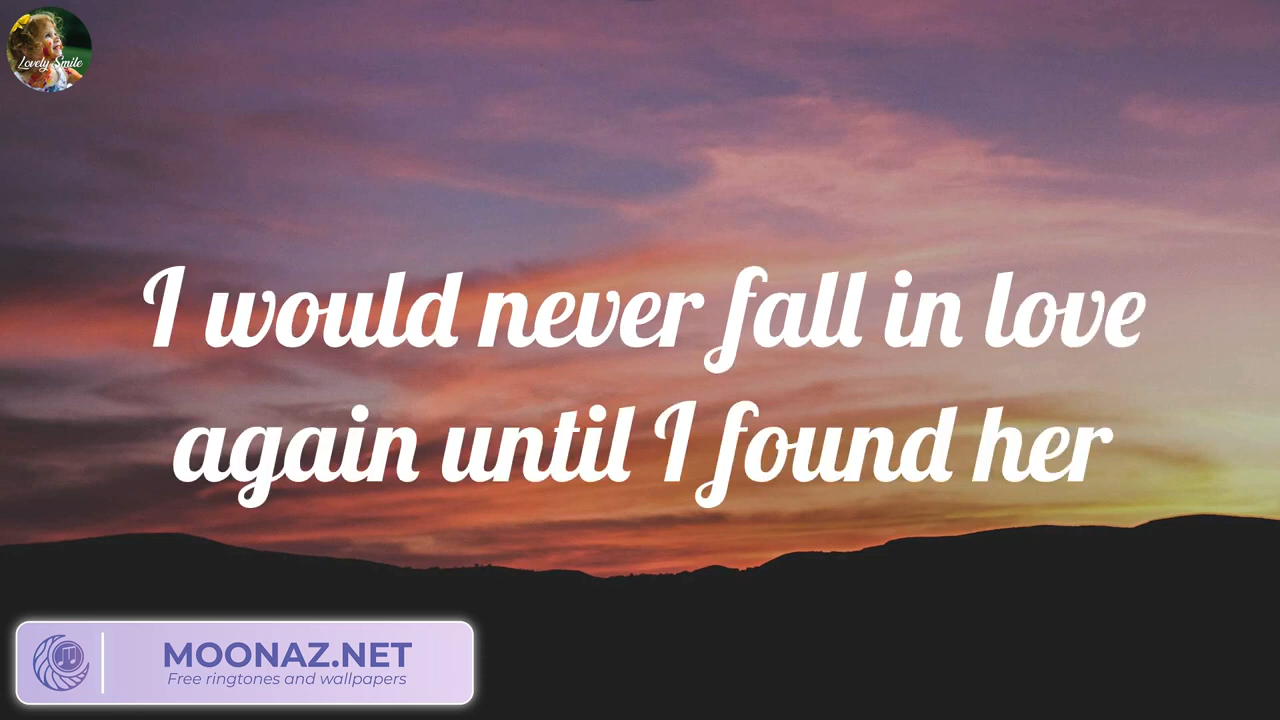 Lovely Smile
I would never fall in love
again until I found her
MOONAZ.NET
Free ringtones and wallpapers